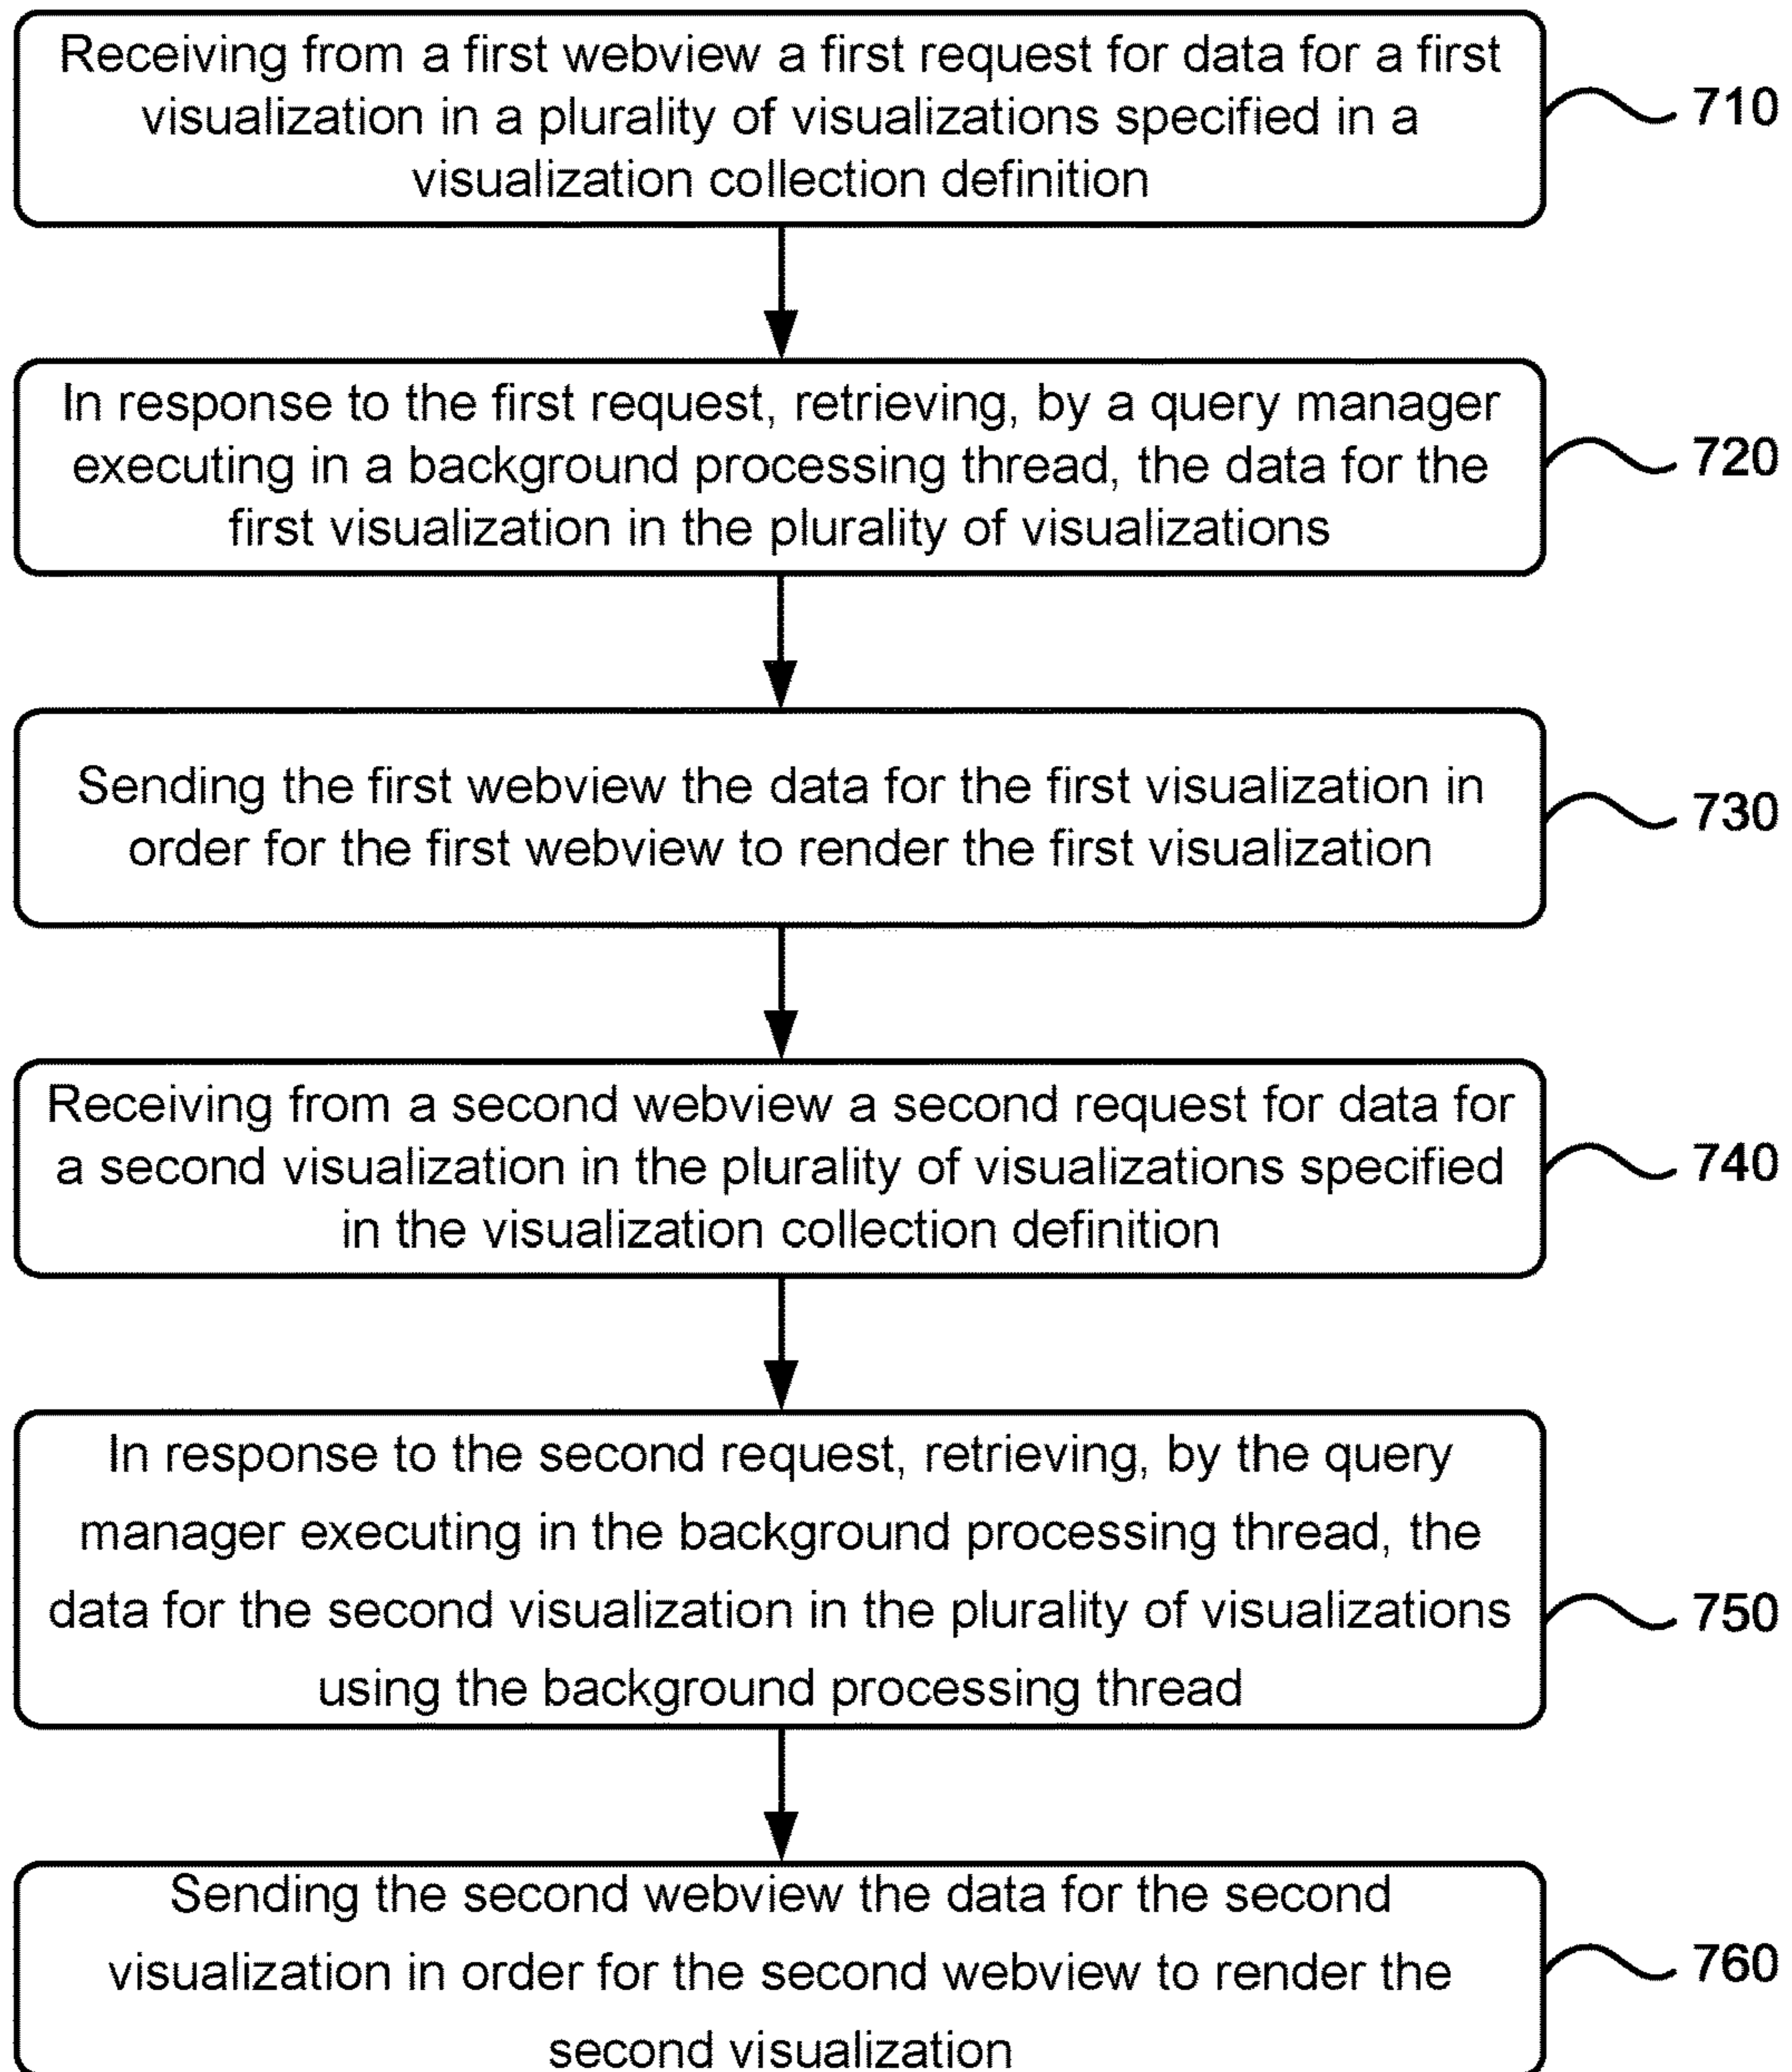 Receiving from a first webview a first request for data for a first
visualization in a plurality of visualizations specified in a
visualization collection definition
710
In response to the first request, retrieving, by a query manager
executing in a background processing thread, the data for the
first visualization in the plurality of visualizations
720
Sending the first webview the data for the first visualization in
order for the first webview to render the first visualization
730
Receiving from a second webview a second request for data for
a second visualization in the plurality of visualizations specified
in the visualization collection definition
740
In response to the second request, retrieving, by the query
manager executing in the background processing thread, the
data for the second visualization in the plurality of visualizations
using the background processing thread
750
Sending the second webview the data for the second
visualization in order for the second webview to render the
second visualization
760